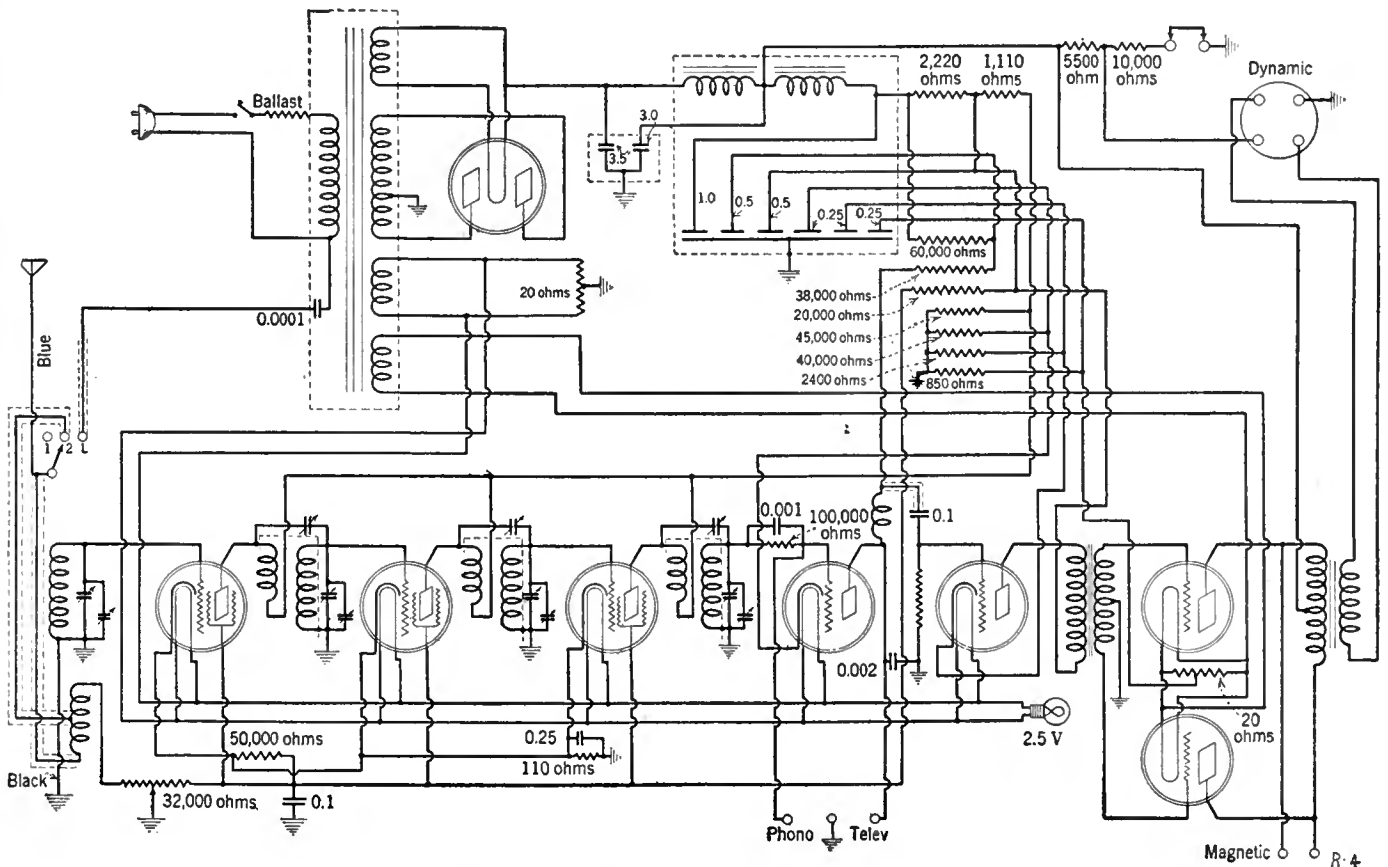 Ballast
2,220
ohms
1,110
ohms
5500
ohm
10,000
ohms
Dynamic
3.0
3.5
1.0
0.5
0.5
0.25
0.25
60,000 ohms
20 ohms
38,000 ohms
20,000 ohms
45,000 ohms
40,000 ohms
2400 ohms
850 ohms
0.0001
Blue
1 2 L
0.001
100,000
ohms
0.1
0.002
2.5 V
20
ohms
50,000 ohms
0.25
110 ohms
Black
32,000 ohms.
0.1
Phono
Telev
Magnetic
R·4